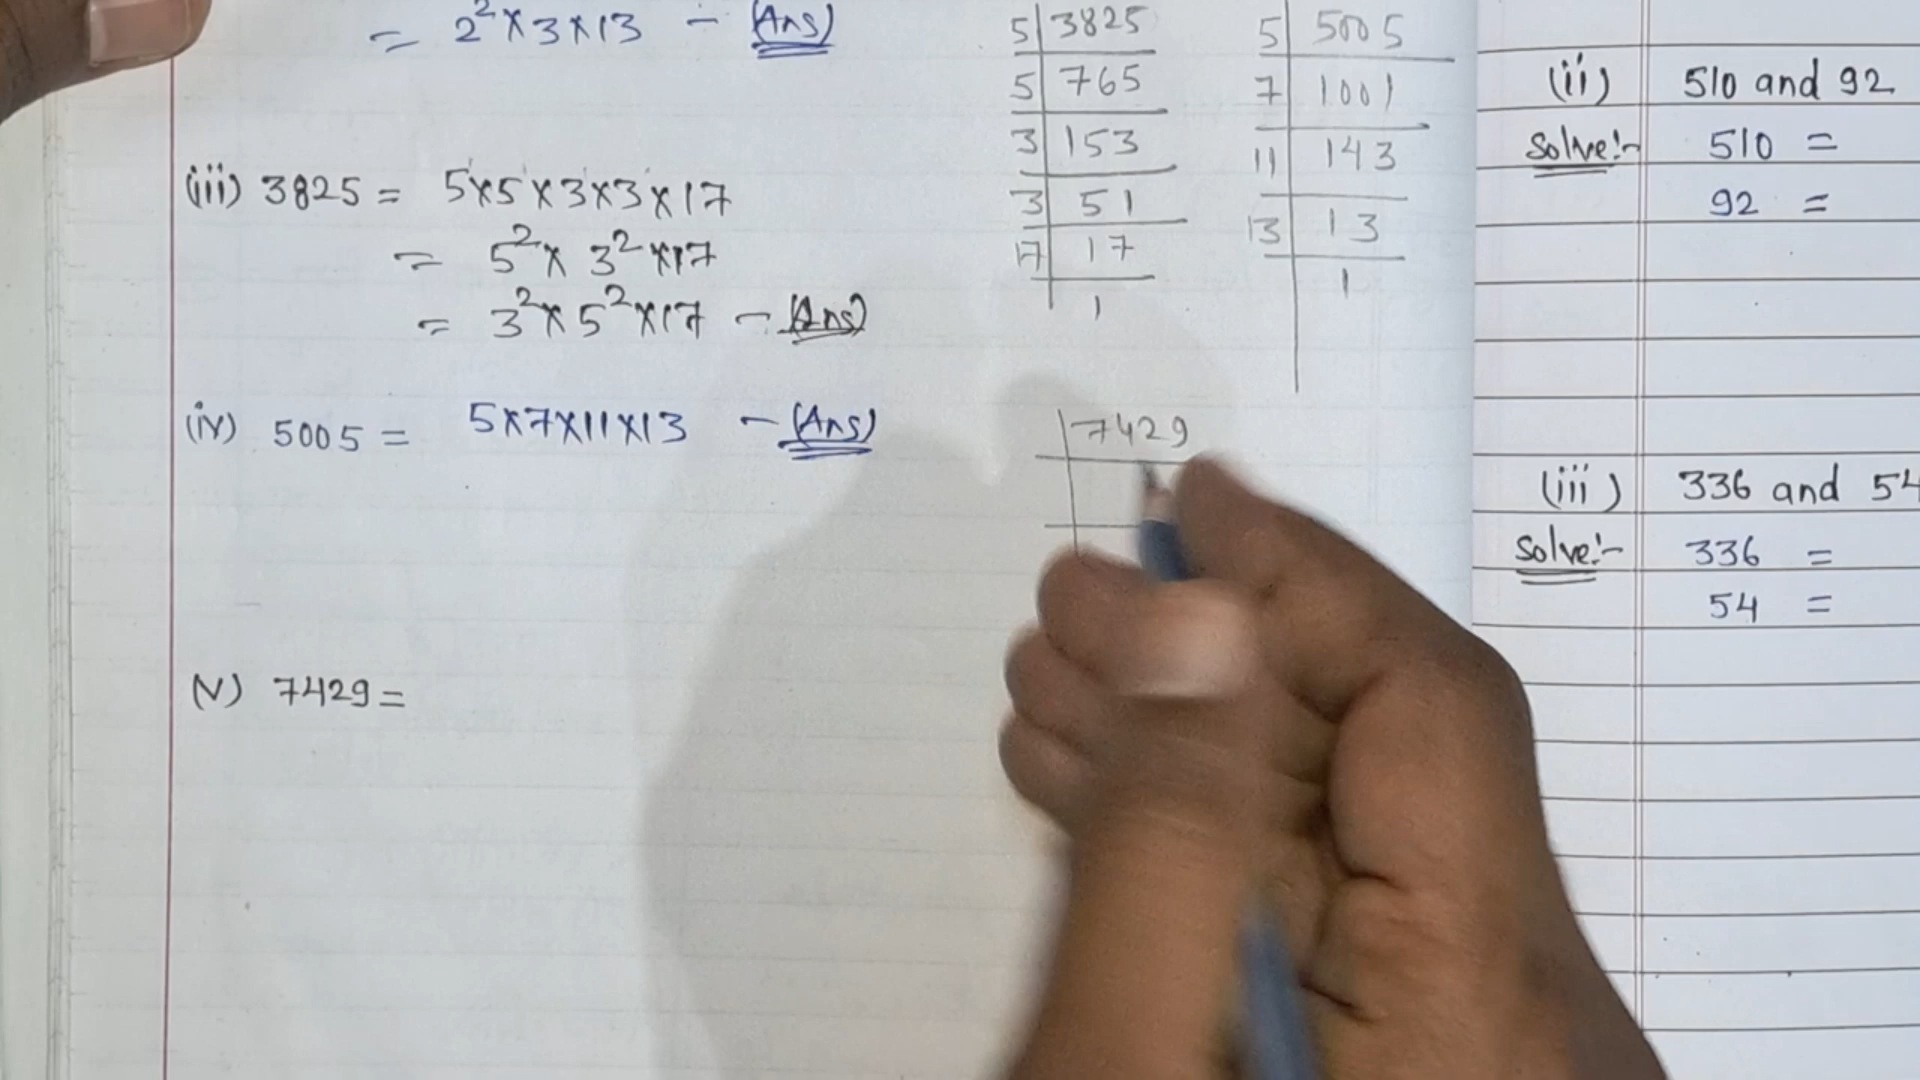 = 2² × 3 × 13 - (Ans)
(iii) 3825 = 5×5×3×3×17
= 5² × 3² × 17
= 3² × 5² × 17 - (Ans)
(iv) 5005 = 5×7×11×13 - (Ans)
(v) 7429 =
5 | 3825
5 | 765
3 | 153
3 | 51
17 | 17
1
5 | 5005
7 | 1001
11 | 143
13 | 13
1
7429
(ii) 510 and 92
Solve:- 510 =
92 =
(iii) 336 and 54
Solve:- 336 =
54 =